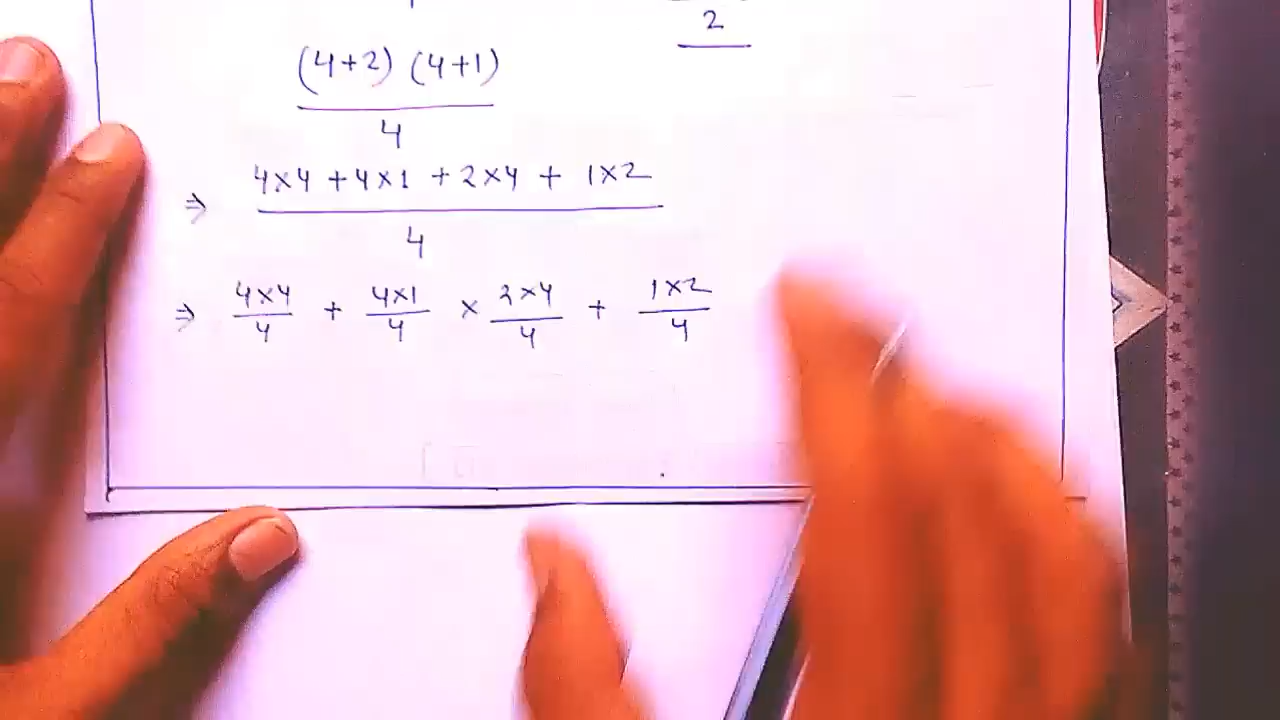 2
(4+2) (4+1)
4
⇒ 4×4 + 4×1 + 2×4 + 1×2
4
⇒ 4×4/4 + 4×1/4 × 2×4/4 + 1×2/4